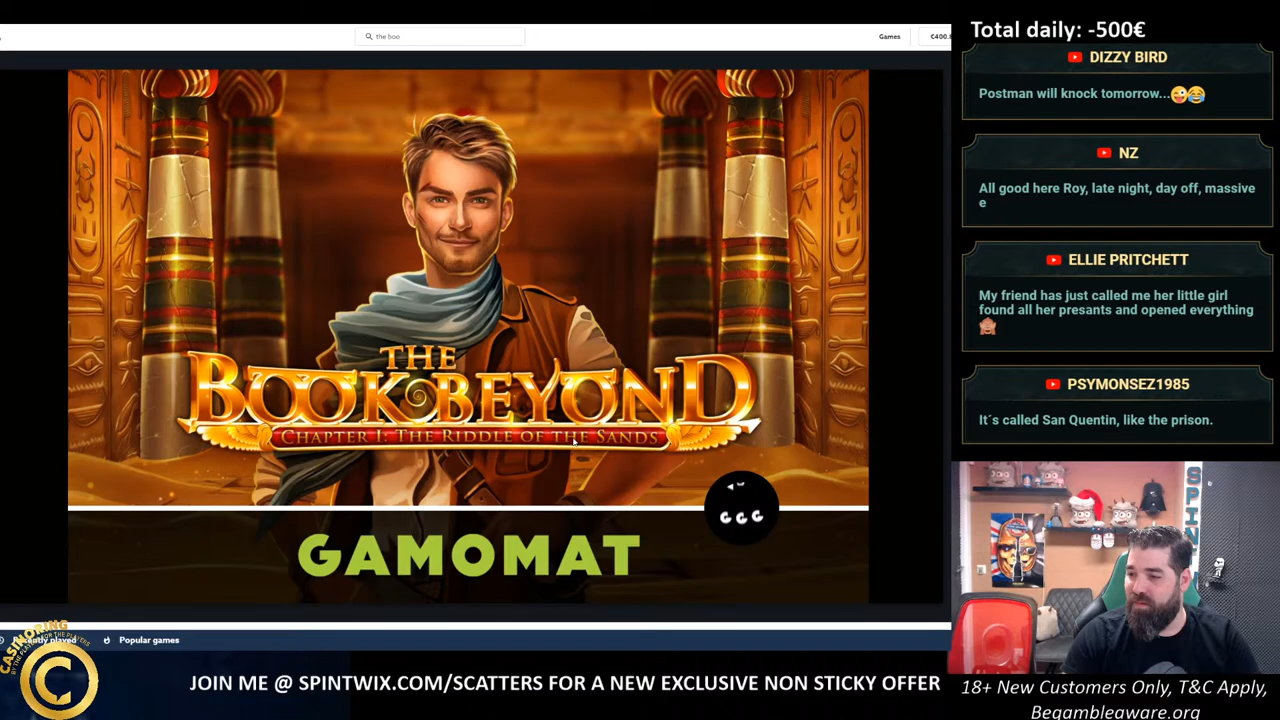 the boo
Games
€400.
THE
BOOK BEYOND
CHAPTER I: THE RIDDLE OF THE SANDS
GAMOMAT
Popular games
JOIN ME @ SPINTWIX.COM/SCATTERS FOR A NEW EXCLUSIVE NON STICKY OFFER
Total daily: -500€
DIZZY BIRD
Postman will knock tomorrow...😜😂
NZ
All good here Roy, late night, day off, massive
e
ELLIE PRITCHETT
My friend has just called me her little girl
found all her presants and opened everything
🙈
PSYMONSEZ1985
It´s called San Quentin, like the prison.
SPIN
18+ New Customers Only, T&C Apply,
Begambleaware.org
CASINORING